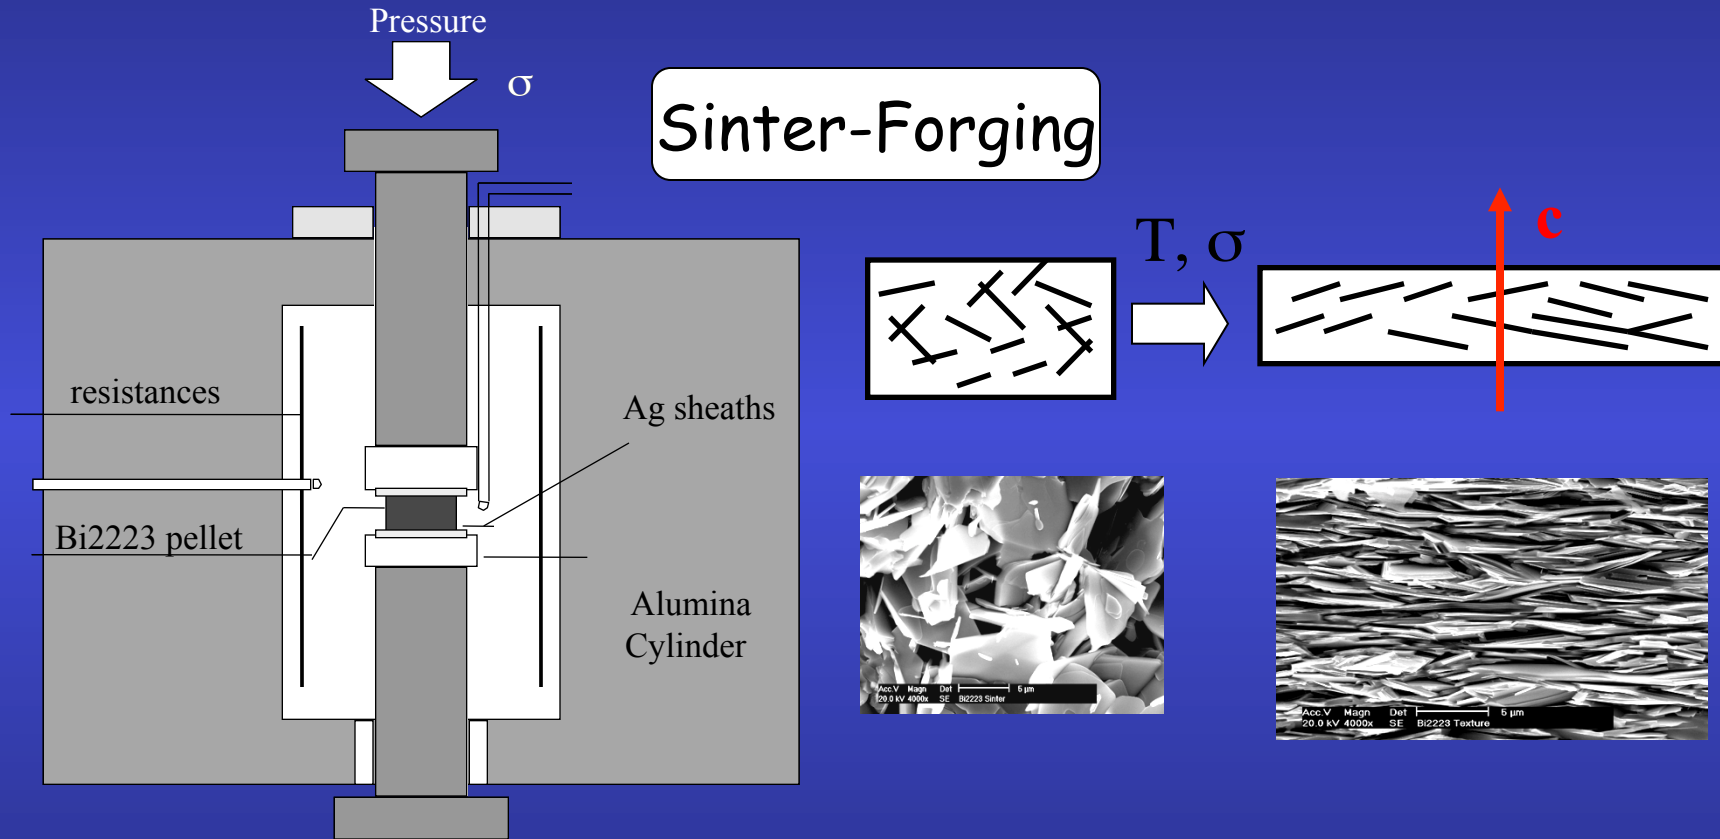 Pressure
σ
Sinter-Forging
T, σ
c
resistances
Ag sheaths
Bi2223 pellet
Alumina
Cylinder
Acc.V Magn Det 5 µm
20.0 kV 4000x SE Bi2223 Sinter
Acc.V Magn Det 5 µm
20.0 kV 4000x SE Bi2223 Texture